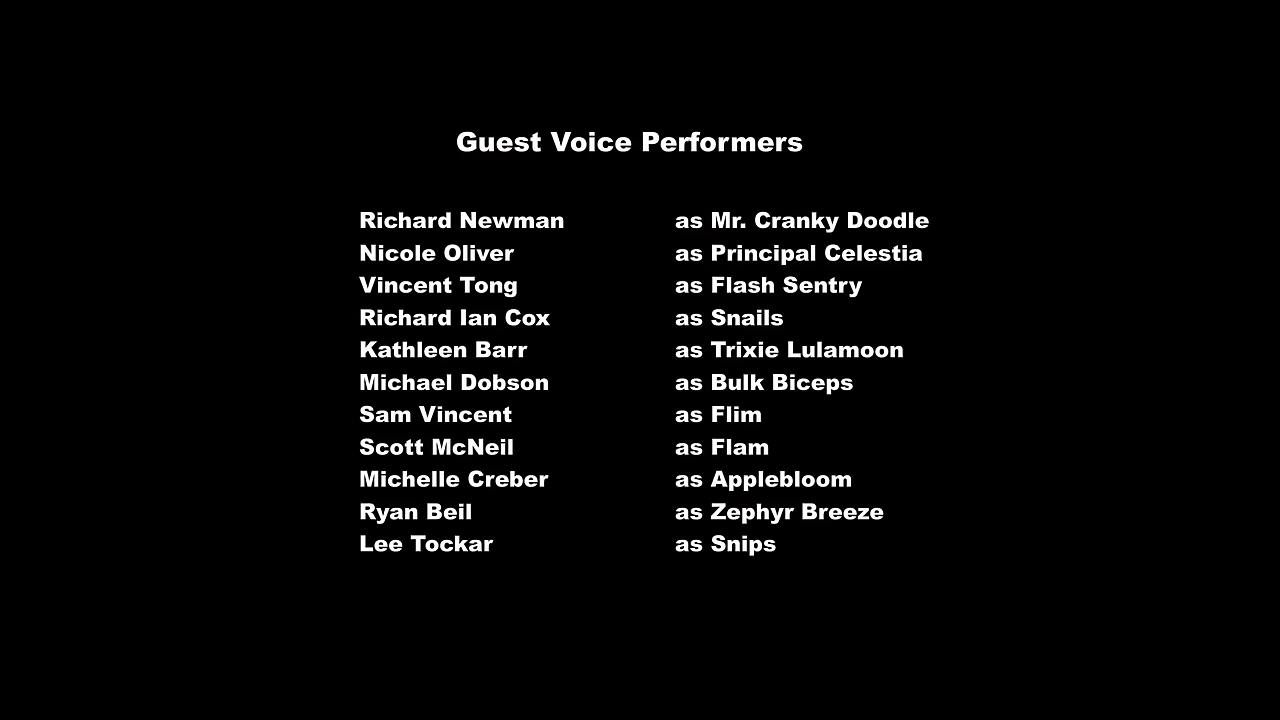 Guest Voice Performers
Richard Newman as Mr. Cranky Doodle
Nicole Oliver as Principal Celestia
Vincent Tong as Flash Sentry
Richard Ian Cox as Snails
Kathleen Barr as Trixie Lulamoon
Michael Dobson as Bulk Biceps
Sam Vincent as Flim
Scott McNeil as Flam
Michelle Creber as Applebloom
Ryan Beil as Zephyr Breeze
Lee Tockar as Snips